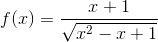 f(x) = \frac{x+1}{\sqrt{x^2-x+1}}